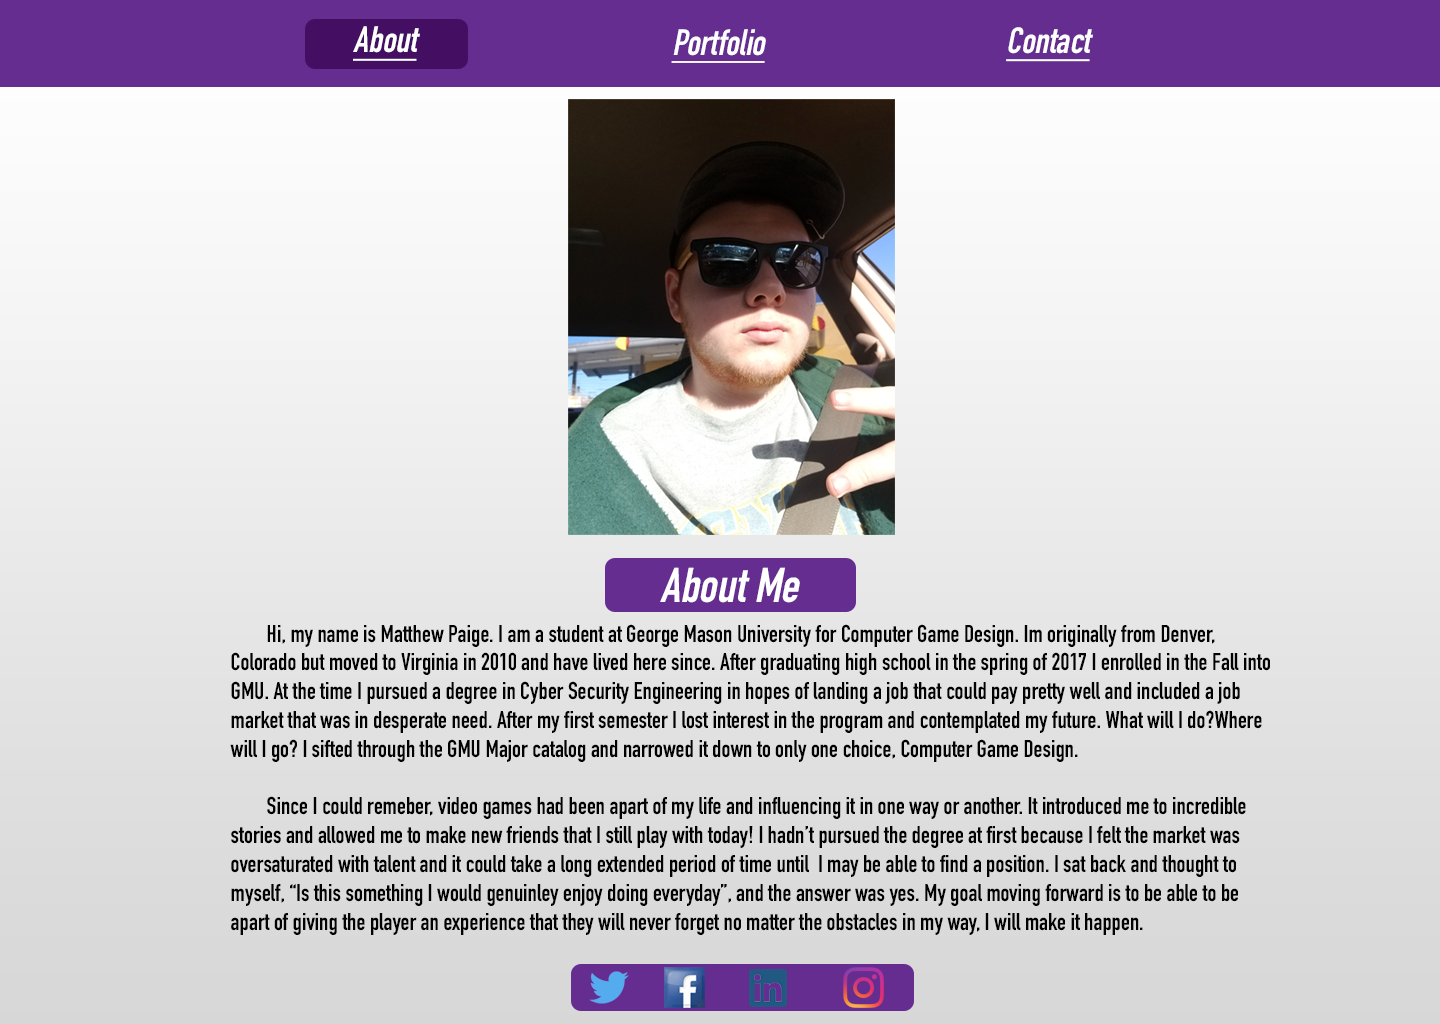 About
Portfolio
Contact
About Me
Hi, my name is Matthew Paige. I am a student at George Mason University for Computer Game Design. Im originally from Denver,
Colorado but moved to Virginia in 2010 and have lived here since. After graduating high school in the spring of 2017 I enrolled in the Fall into
GMU. At the time I pursued a degree in Cyber Security Engineering in hopes of landing a job that could pay pretty well and included a job
market that was in desperate need. After my first semester I lost interest in the program and contemplated my future. What will I do?Where
will I go? I sifted through the GMU Major catalog and narrowed it down to only one choice, Computer Game Design.
Since I could remeber, video games had been apart of my life and influencing it in one way or another. It introduced me to incredible
stories and allowed me to make new friends that I still play with today! I hadn’t pursued the degree at first because I felt the market was
oversaturated with talent and it could take a long extended period of time until  I may be able to find a position. I sat back and thought to
myself, “Is this something I would genuinley enjoy doing everyday”, and the answer was yes. My goal moving forward is to be able to be
apart of giving the player an experience that they will never forget no matter the obstacles in my way, I will make it happen.
f
in